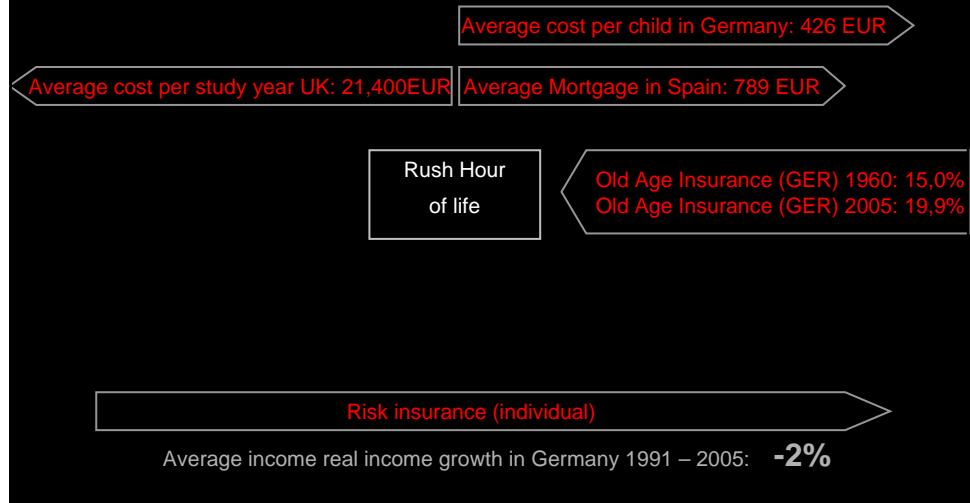 Average cost per child in Germany: 426 EUR
Average cost per study year UK: 21,400EUR
Average Mortgage in Spain: 789 EUR
Rush Hour
of life
Old Age Insurance (GER) 1960: 15,0%
Old Age Insurance (GER) 2005: 19,9%
Risk insurance (individual)
Average income real income growth in Germany 1991 – 2005: -2%